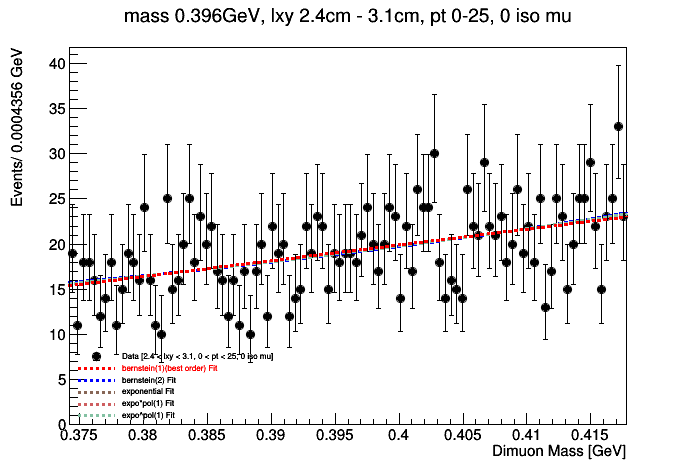 mass 0.396GeV, lxy 2.4cm - 3.1cm, pt 0-25, 0 iso mu
Events/ 0.0004356 GeV
40
35
30
25
20
15
10
5
0
Data [2.4 < lxy < 3.1, 0 < pt < 25, 0 iso mu]
bernstein(1)(best order) Fit
bernstein(2) Fit
exponential Fit
expo*pol(1) Fit
expo*pol(1) Fit
0.375 0.38 0.385 0.39 0.395 0.4 0.405 0.41 0.415
Dimuon Mass [GeV]